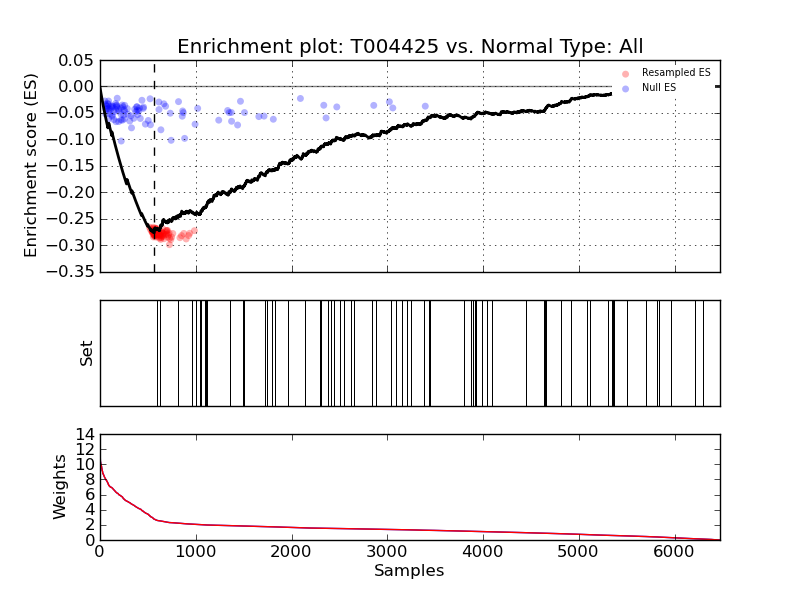 Enrichment plot: T004425 vs. Normal Type: All
Enrichment score (ES)
0.05
0.00
−0.05
−0.10
−0.15
−0.20
−0.25
−0.30
−0.35
Resampled ES
Null ES
Set
Weights
14
12
10
8
6
4
2
0
0 1000 2000 3000 4000 5000 6000
Samples